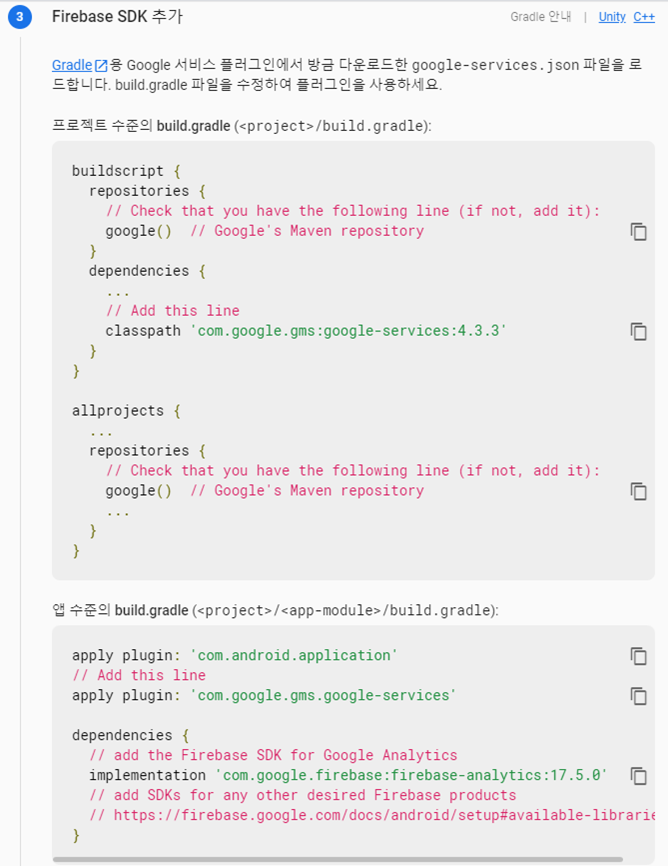 3 Firebase SDK 추가 Gradle 안내 | Unity C++
Gradle용 Google 서비스 플러그인에서 방금 다운로드한 google-services.json 파일을 로
드합니다. build.gradle 파일을 수정하여 플러그인을 사용하세요.
프로젝트 수준의 build.gradle (<project>/build.gradle):
buildscript {
  repositories {
    // Check that you have the following line (if not, add it):
    google()  // Google's Maven repository
  }
  dependencies {
    ...
    // Add this line
    classpath 'com.google.gms:google-services:4.3.3'
  }
}
allprojects {
  ...
  repositories {
    // Check that you have the following line (if not, add it):
    google()  // Google's Maven repository
    ...
  }
}
앱 수준의 build.gradle (<project>/<app-module>/build.gradle):
apply plugin: 'com.android.application'
// Add this line
apply plugin: 'com.google.gms.google-services'
dependencies {
  // add the Firebase SDK for Google Analytics
  implementation 'com.google.firebase:firebase-analytics:17.5.0'
  // add SDKs for any other desired Firebase products
  // https://firebase.google.com/docs/android/setup#available-librarie
}